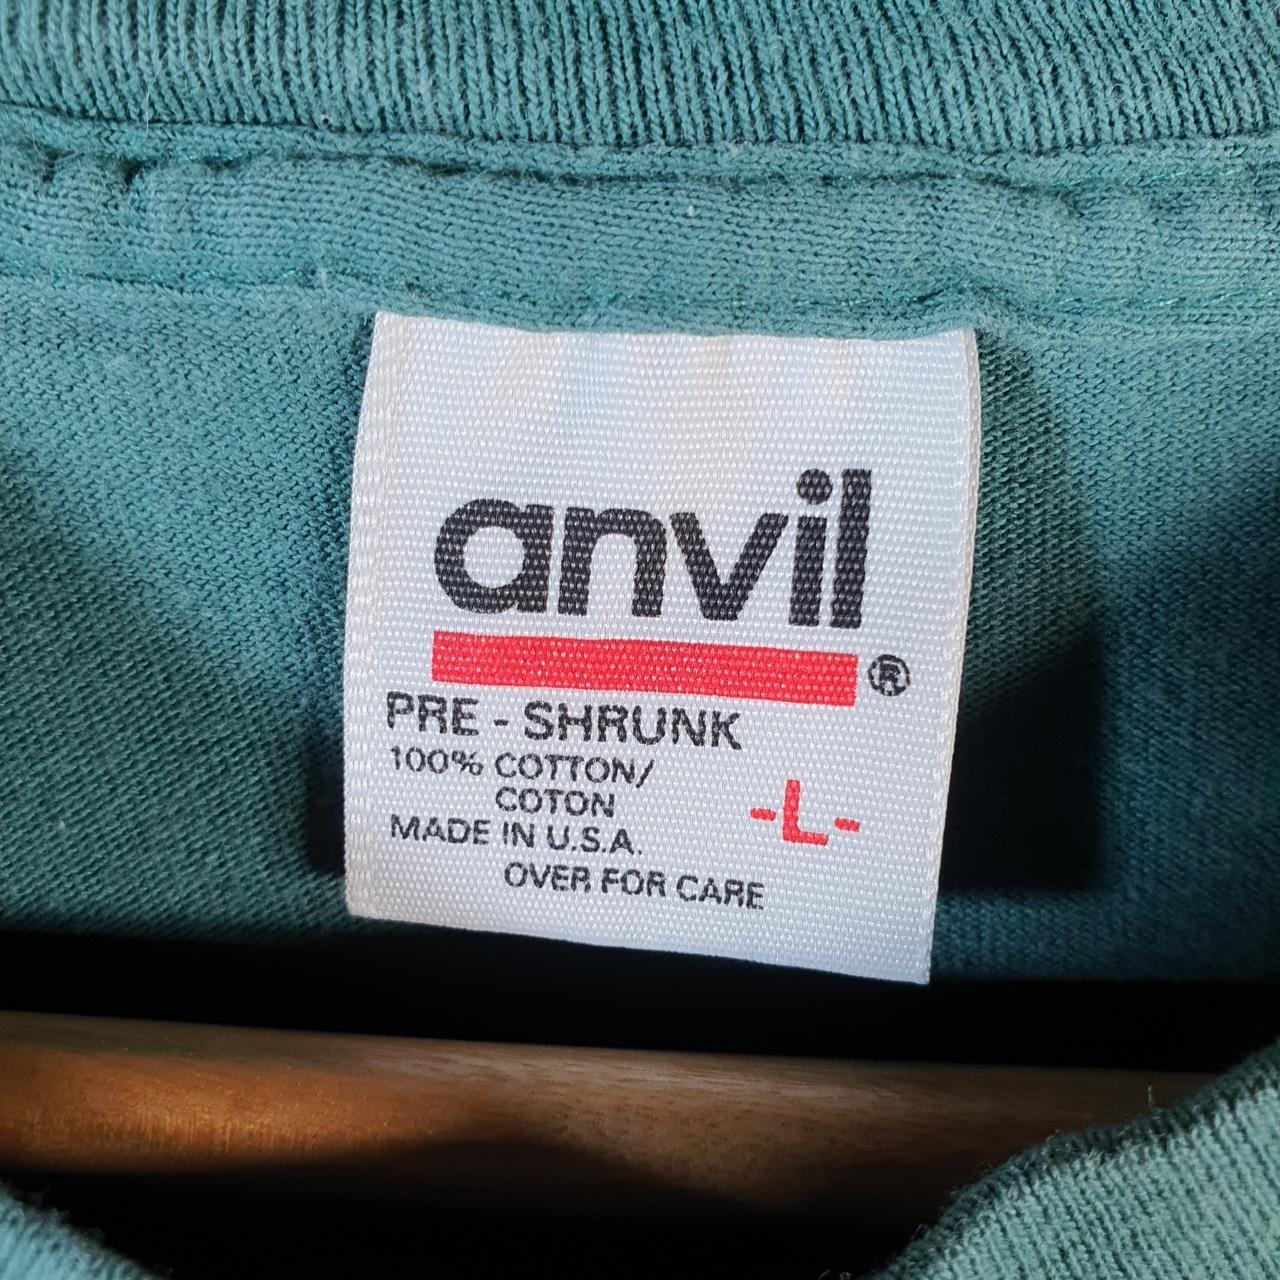 anvil®
PRE - SHRUNK
100% COTTON/
COTON
-L-
MADE IN U.S.A.
OVER FOR CARE